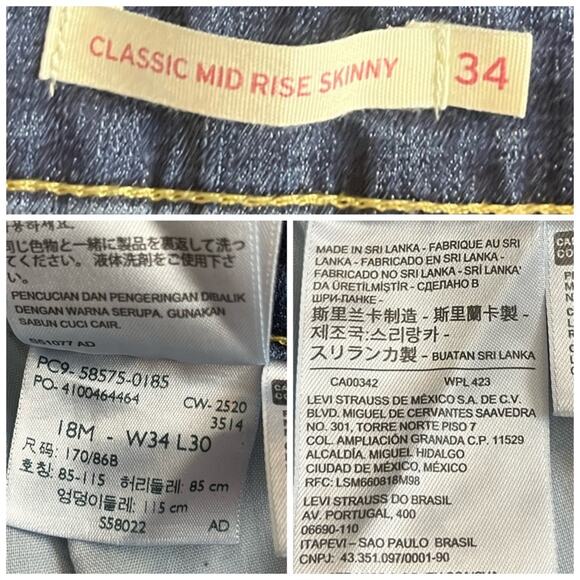 CLASSIC MID RISE SKINNY 34
용하세요.
同じ色物と一緒に製品を裏返して洗っ
てください。液体洗剤をご使用下さ
い。
PENCUCIAN DAN PENGERINGAN DIBALIK
DENGAN WARNA SERUPA. GUNAKAN
SABUN CUCI CAIR.
S51077 AD
PC9-58575-0185
PO- 4100464464 CW- 2520
3514
18M - W34 L30
尺码: 170/86B
호칭: 85-115 허리둘레: 85 cm
엉덩이둘레: 115 cm
S58022 AD
MADE IN SRI LANKA - FABRIQUE AU SRI
LANKA - FABRICADO EN SRI LANKA -
FABRICADO NO SRI LANKA - SRİ LANKA'
DA ÜRETİLMİŞTİR - СДЕЛАНО В
ШРИ-ЛАНКЕ -
斯里兰卡制造 - 斯里蘭卡製 -
제조국:스리랑카 -
スリランカ製 - BUATAN SRI LANKA
CA00342 WPL 423
LEVI STRAUSS DE MÉXICO S.A. DE C.V.
BLVD. MIGUEL DE CERVANTES SAAVEDRA
NO. 301, TORRE NORTE PISO 7
COL. AMPLIACIÓN GRANADA C.P. 11529
ALCALDÍA. MIGUEL HIDALGO
CIUDAD DE MÉXICO, MÉXICO
RFC: LSM660818M98
LEVI STRAUSS DO BRASIL
AV. PORTUGAL, 400
06690-110
ITAPEVI – SAO PAULO BRASIL
CNPJ: 43.351.097/0001-90